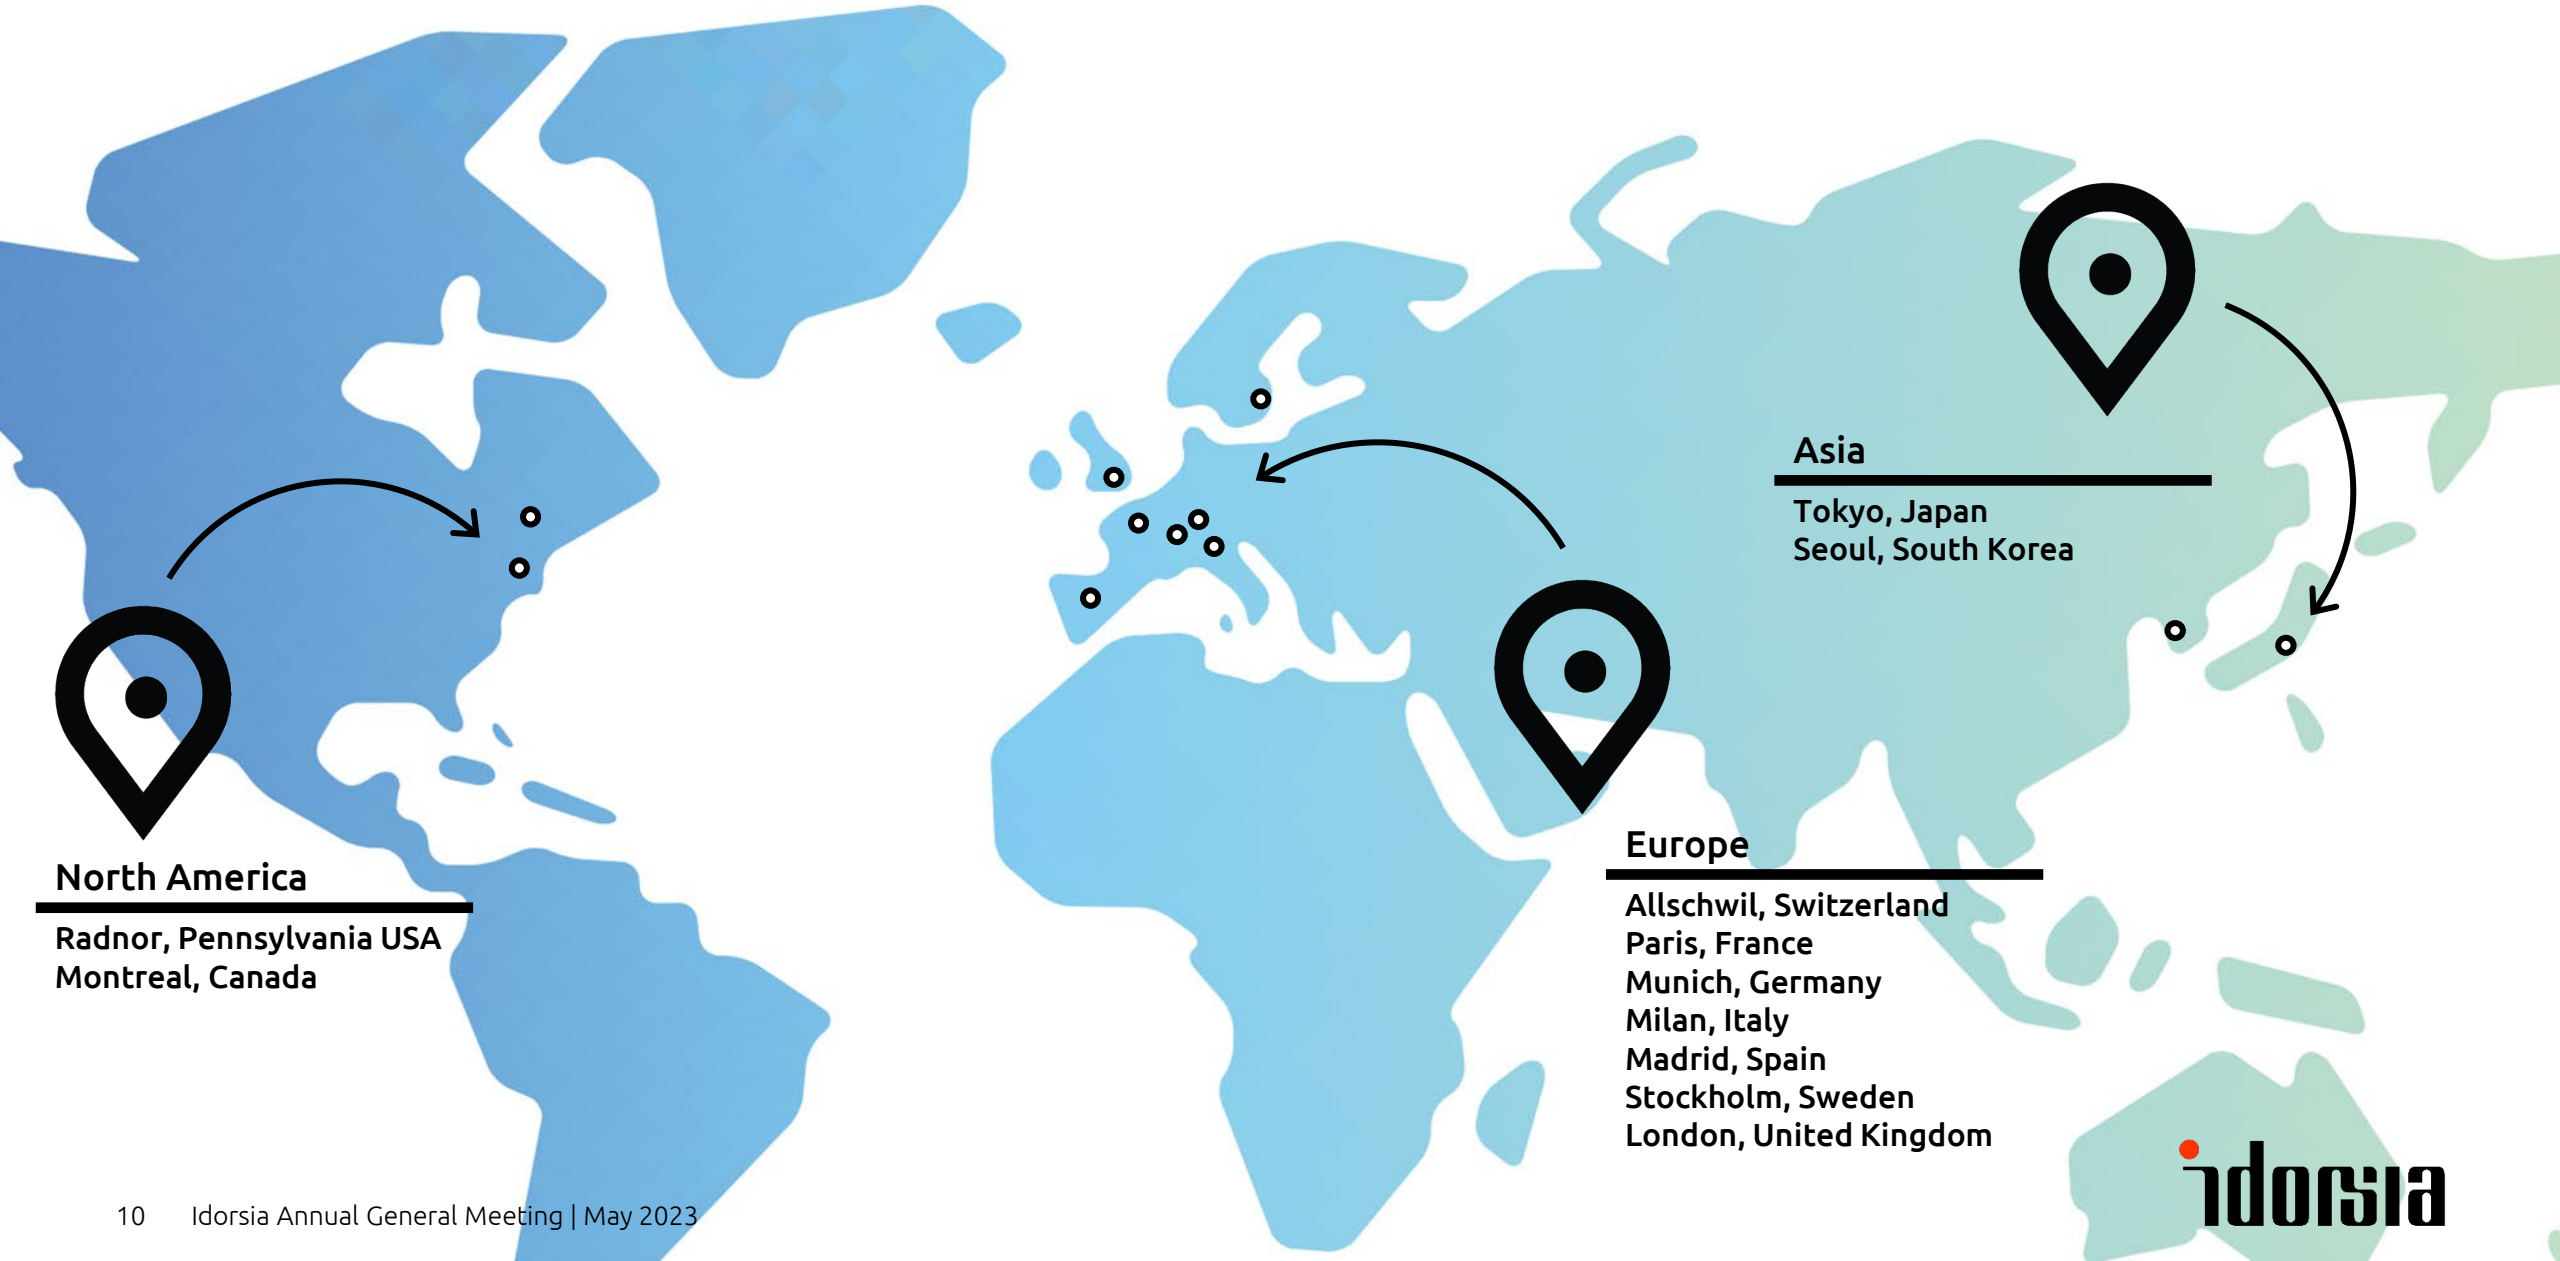 Asia
Tokyo, Japan
Seoul, South Korea
Europe
Allschwil, Switzerland
Paris, France
Munich, Germany
Milan, Italy
Madrid, Spain
Stockholm, Sweden
London, United Kingdom
North America
Radnor, Pennsylvania USA
Montreal, Canada
10 Idorsia Annual General Meeting | May 2023
idorsia